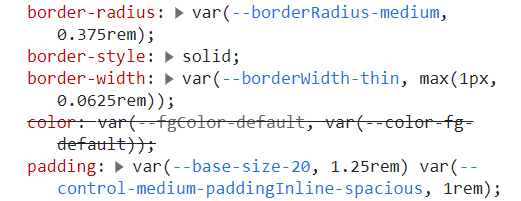 border-radius: ▶ var(--borderRadius-medium,
0.375rem);
border-style: ▶ solid;
border-width: ▶ var(--borderWidth-thin, max(1px,
0.0625rem));
color: var(--fgColor-default, var(--color-fg-
default));
padding: ▶ var(--base-size-20, 1.25rem) var(--
control-medium-paddingInline-spacious, 1rem);